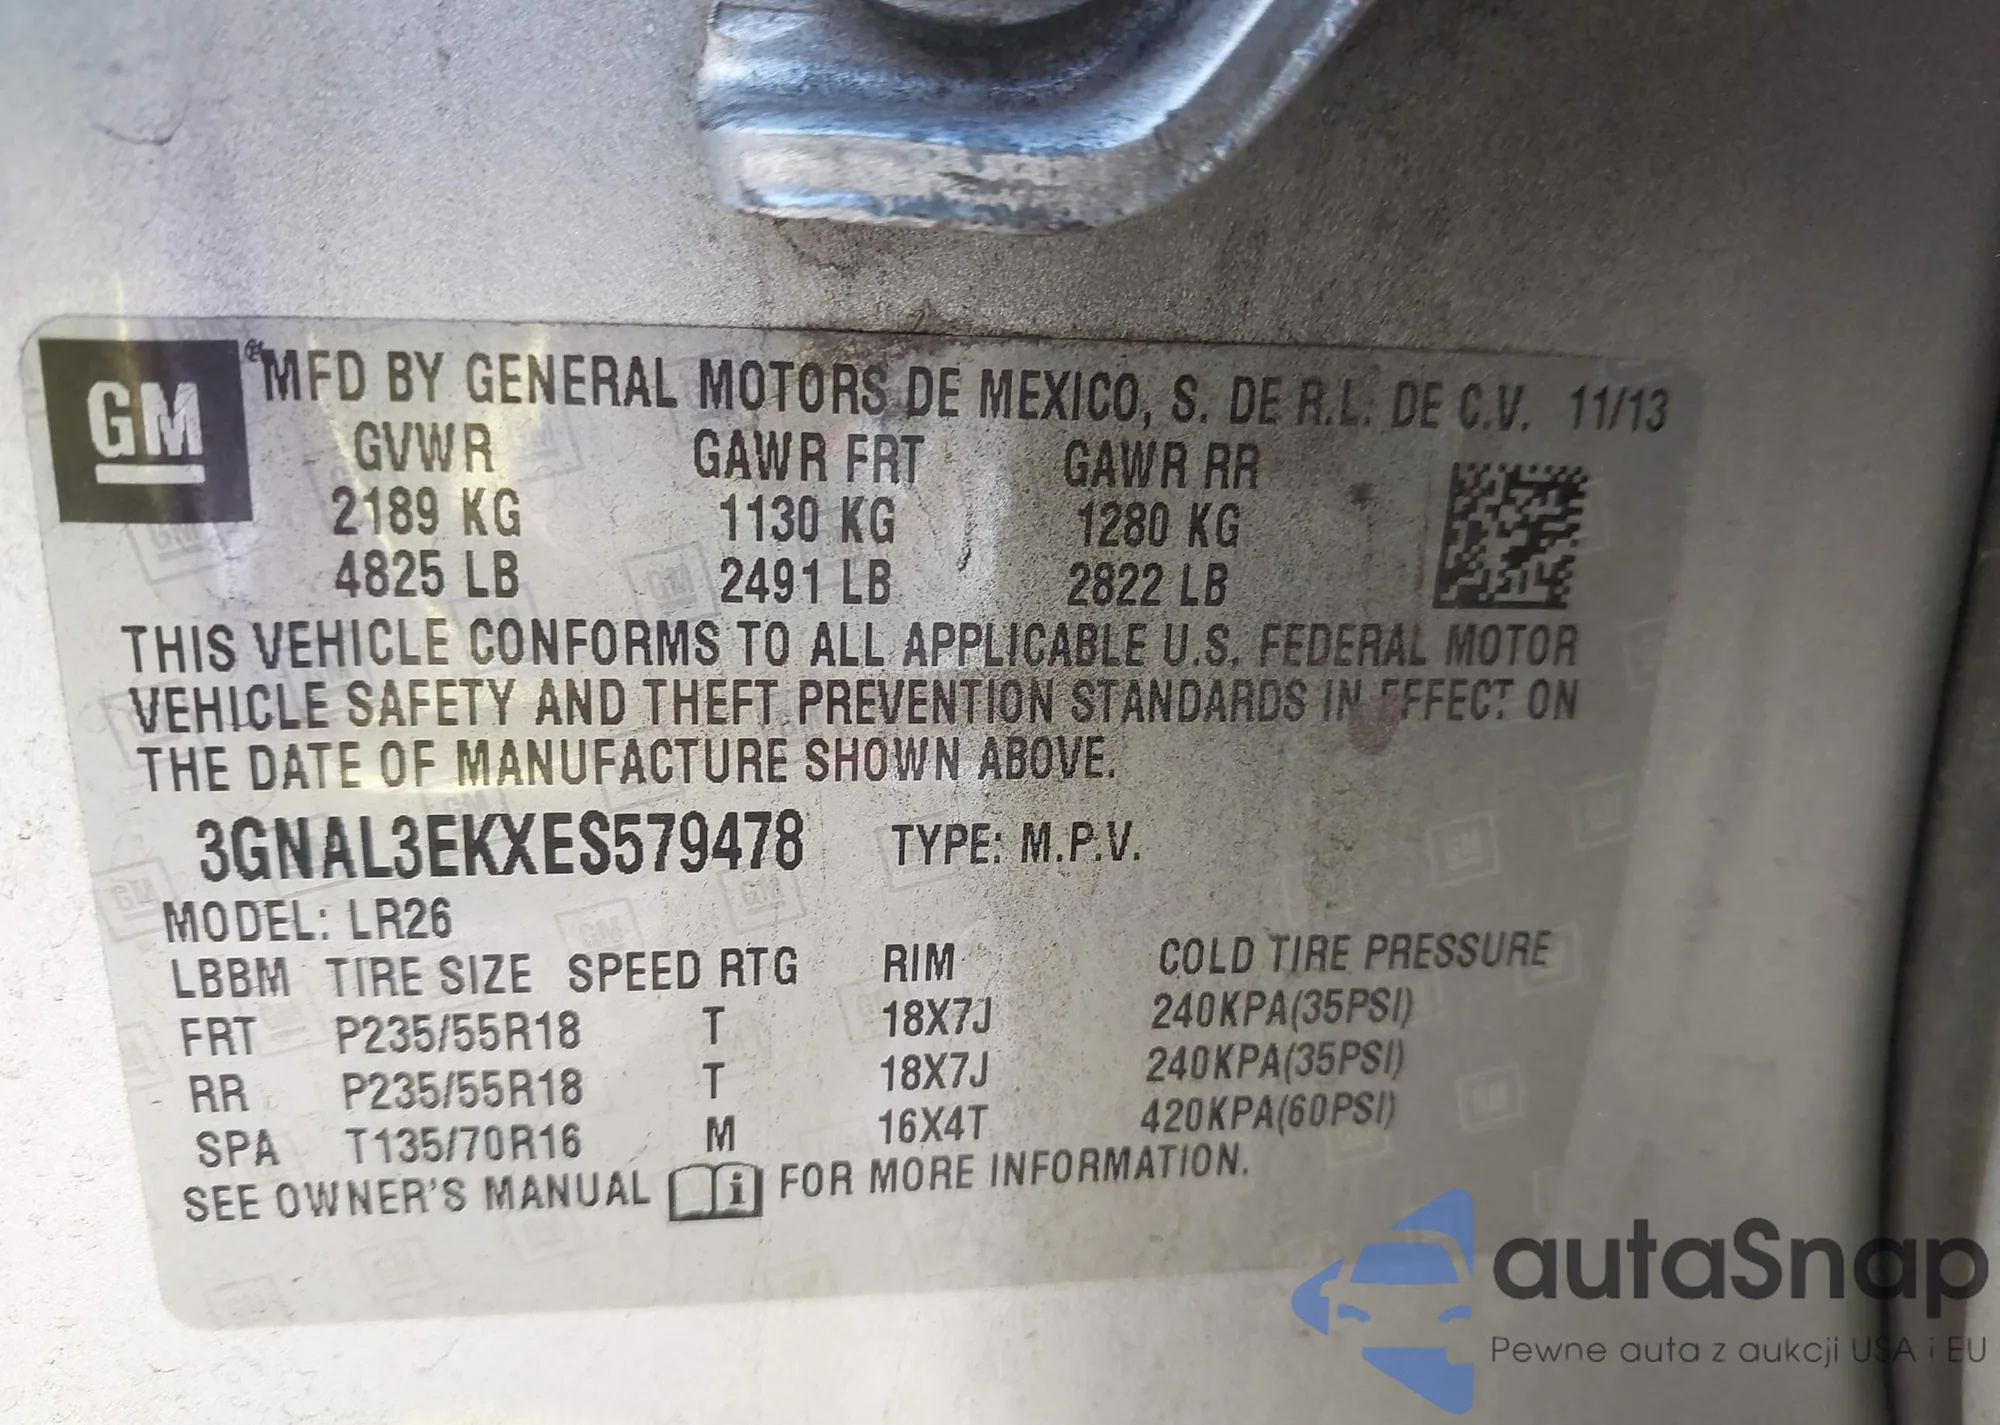 GM
MFD BY GENERAL MOTORS DE MEXICO, S. DE R.L. DE C.V. 11/13
GVWR GAWR FRT GAWR RR
2189 KG 1130 KG 1280 KG
4825 LB 2491 LB 2822 LB
THIS VEHICLE CONFORMS TO ALL APPLICABLE U.S. FEDERAL MOTOR
VEHICLE SAFETY AND THEFT PREVENTION STANDARDS IN EFFECT ON
THE DATE OF MANUFACTURE SHOWN ABOVE.
3GNAL3EKXES579478 TYPE: M.P.V.
MODEL: LR26
LBBM TIRE SIZE SPEED RTG RIM COLD TIRE PRESSURE
FRT P235/55R18 T 18X7J 240KPA(35PSI)
RR P235/55R18 T 18X7J 240KPA(35PSI)
SPA T135/70R16 M 16X4T 420KPA(60PSI)
SEE OWNER'S MANUAL i FOR MORE INFORMATION.
autaSnap
Pewne auta z aukcji USA i EU